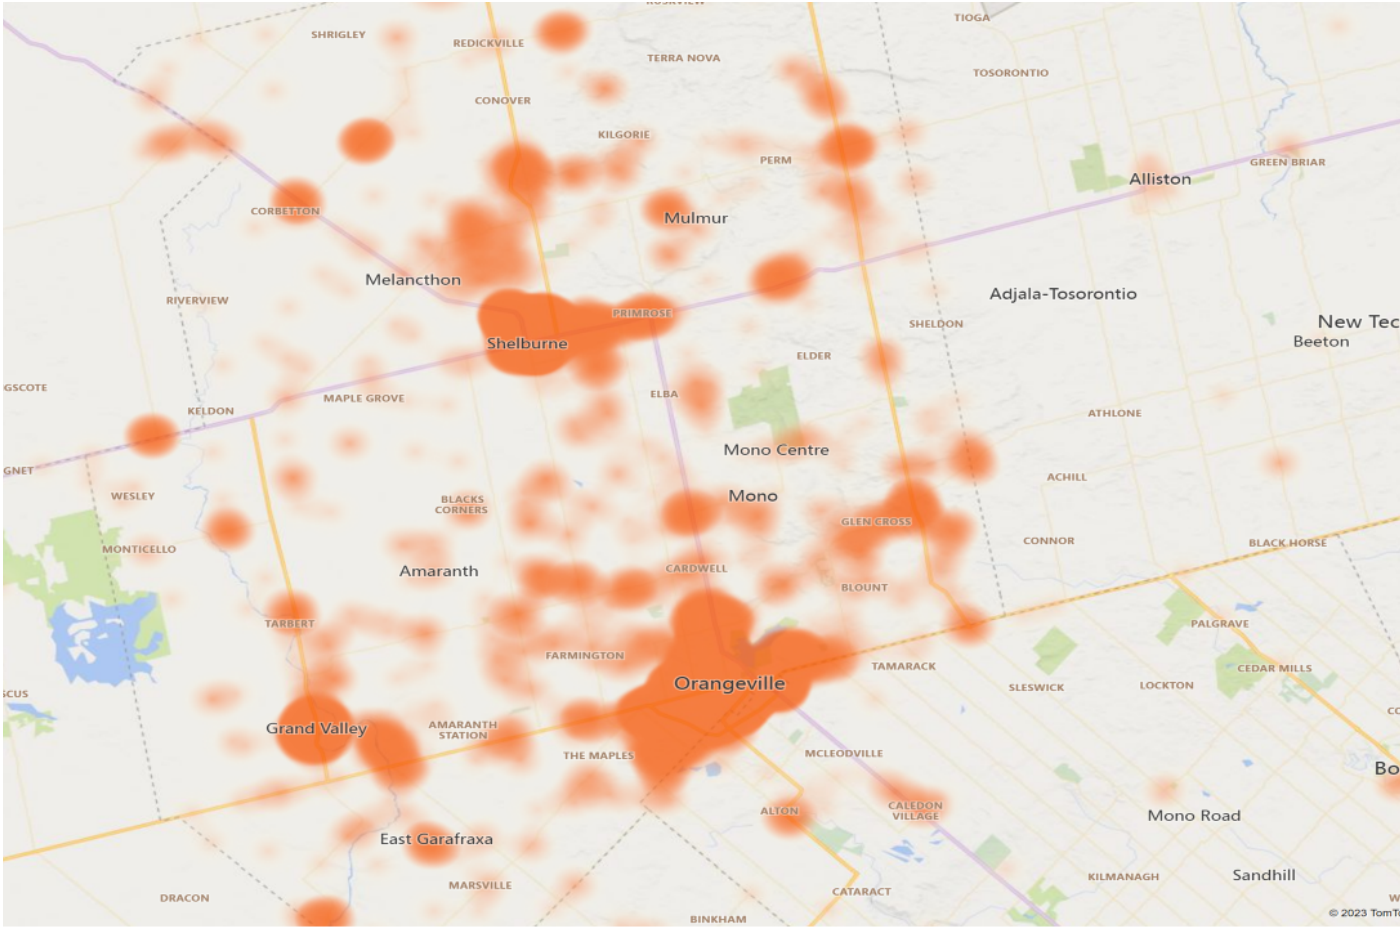 RUSKVIEW
TIOGA
SHRIGLEY
REDICKVILLE
TERRA NOVA
TOSORONTIO
CONOVER
KILGORIE
PERM
GREEN BRIAR
Alliston
CORBETTON
Mulmur
Melancthon
Adjala-Tosorontio
RIVERVIEW
PRIMROSE
SHELDON
New Tec
Beeton
Shelburne
ELDER
GSCOTE
ELBA
MAPLE GROVE
KELDON
ATHLONE
Mono Centre
GNET
ACHILL
WESLEY
Mono
BLACKS
CORNERS
GLEN CROSS
MONTICELLO
CONNOR
BLACK HORSE
Amaranth
CARDWELL
BLOUNT
TARBERT
PALGRAVE
FARMINGTON
TAMARACK
CEDAR MILLS
Orangeville
SLESWICK
LOCKTON
SCUS
CO
Grand Valley
AMARANTH
STATION
THE MAPLES
MCLEODVILLE
Bo
ALTON
CALEDON
VILLAGE
Mono Road
East Garafraxa
KILMANAGH
Sandhill
MARSVILLE
CATARACT
DRACON
W
© 2023 TomTo
BINKHAM